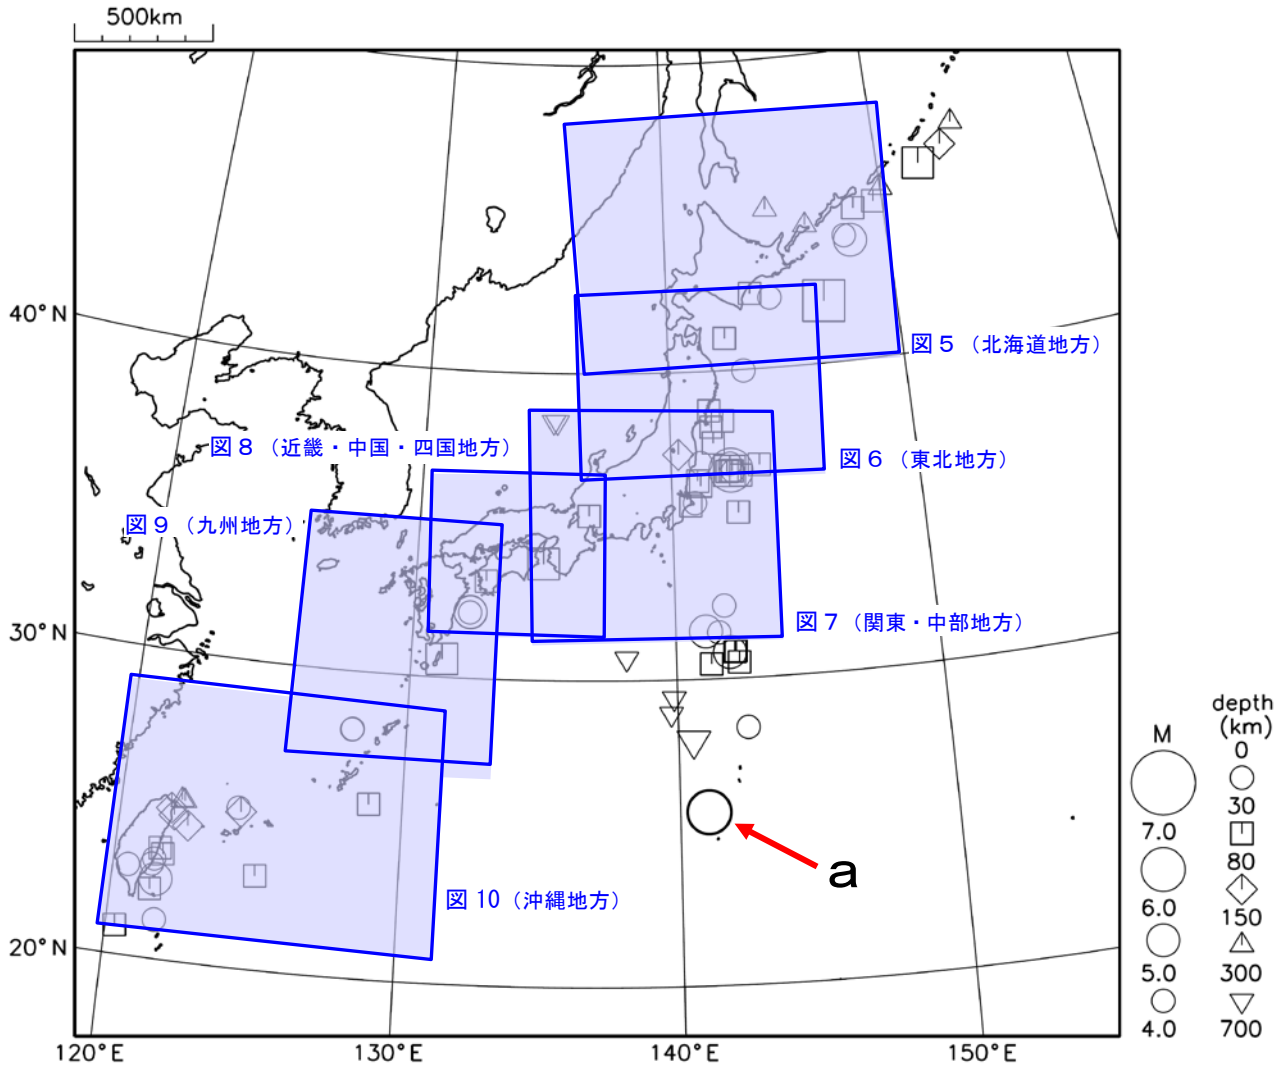 500km
40°N
図5（北海道地方）
図8（近畿・中国・四国地方）
図6（東北地方）
図9（九州地方）
30°N
図7（関東・中部地方）
depth
(km)
M
0
30
7.0
80
a
図10（沖縄地方）
6.0
150
20°N
5.0
300
4.0
700
120°E
130°E
140°E
150°E